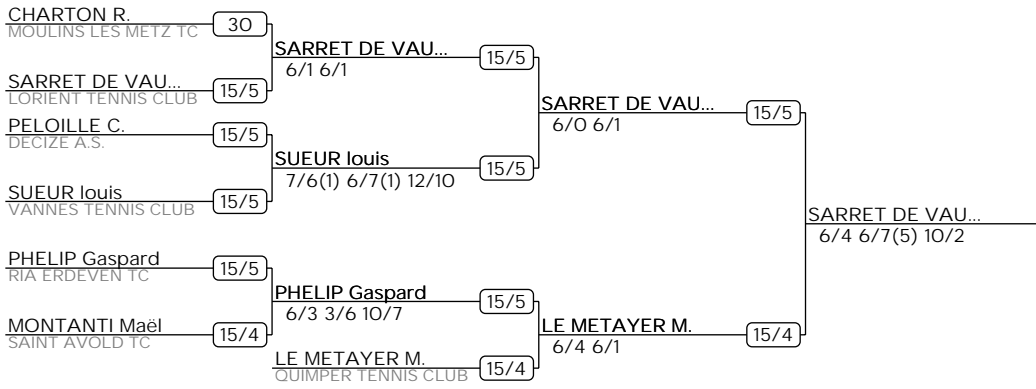 CHARTON R.
MOULINS LES METZ TC
30
SARRET DE VAU...
6/1 6/1
15/5
SARRET DE VAU...
LORIENT TENNIS CLUB
15/5
SARRET DE VAU...
6/0 6/1
15/5
PELOILLE C.
DECIZE A.S.
15/5
SUEUR louis
7/6(1) 6/7(1) 12/10
15/5
SUEUR louis
VANNES TENNIS CLUB
15/5
SARRET DE VAU...
6/4 6/7(5) 10/2
PHELIP Gaspard
RIA ERDEVEN TC
15/5
PHELIP Gaspard
6/3 3/6 10/7
15/5
MONTANTI Maël
SAINT AVOLD TC
15/4
LE METAYER M.
6/4 6/1
15/4
LE METAYER M.
QUIMPER TENNIS CLUB
15/4